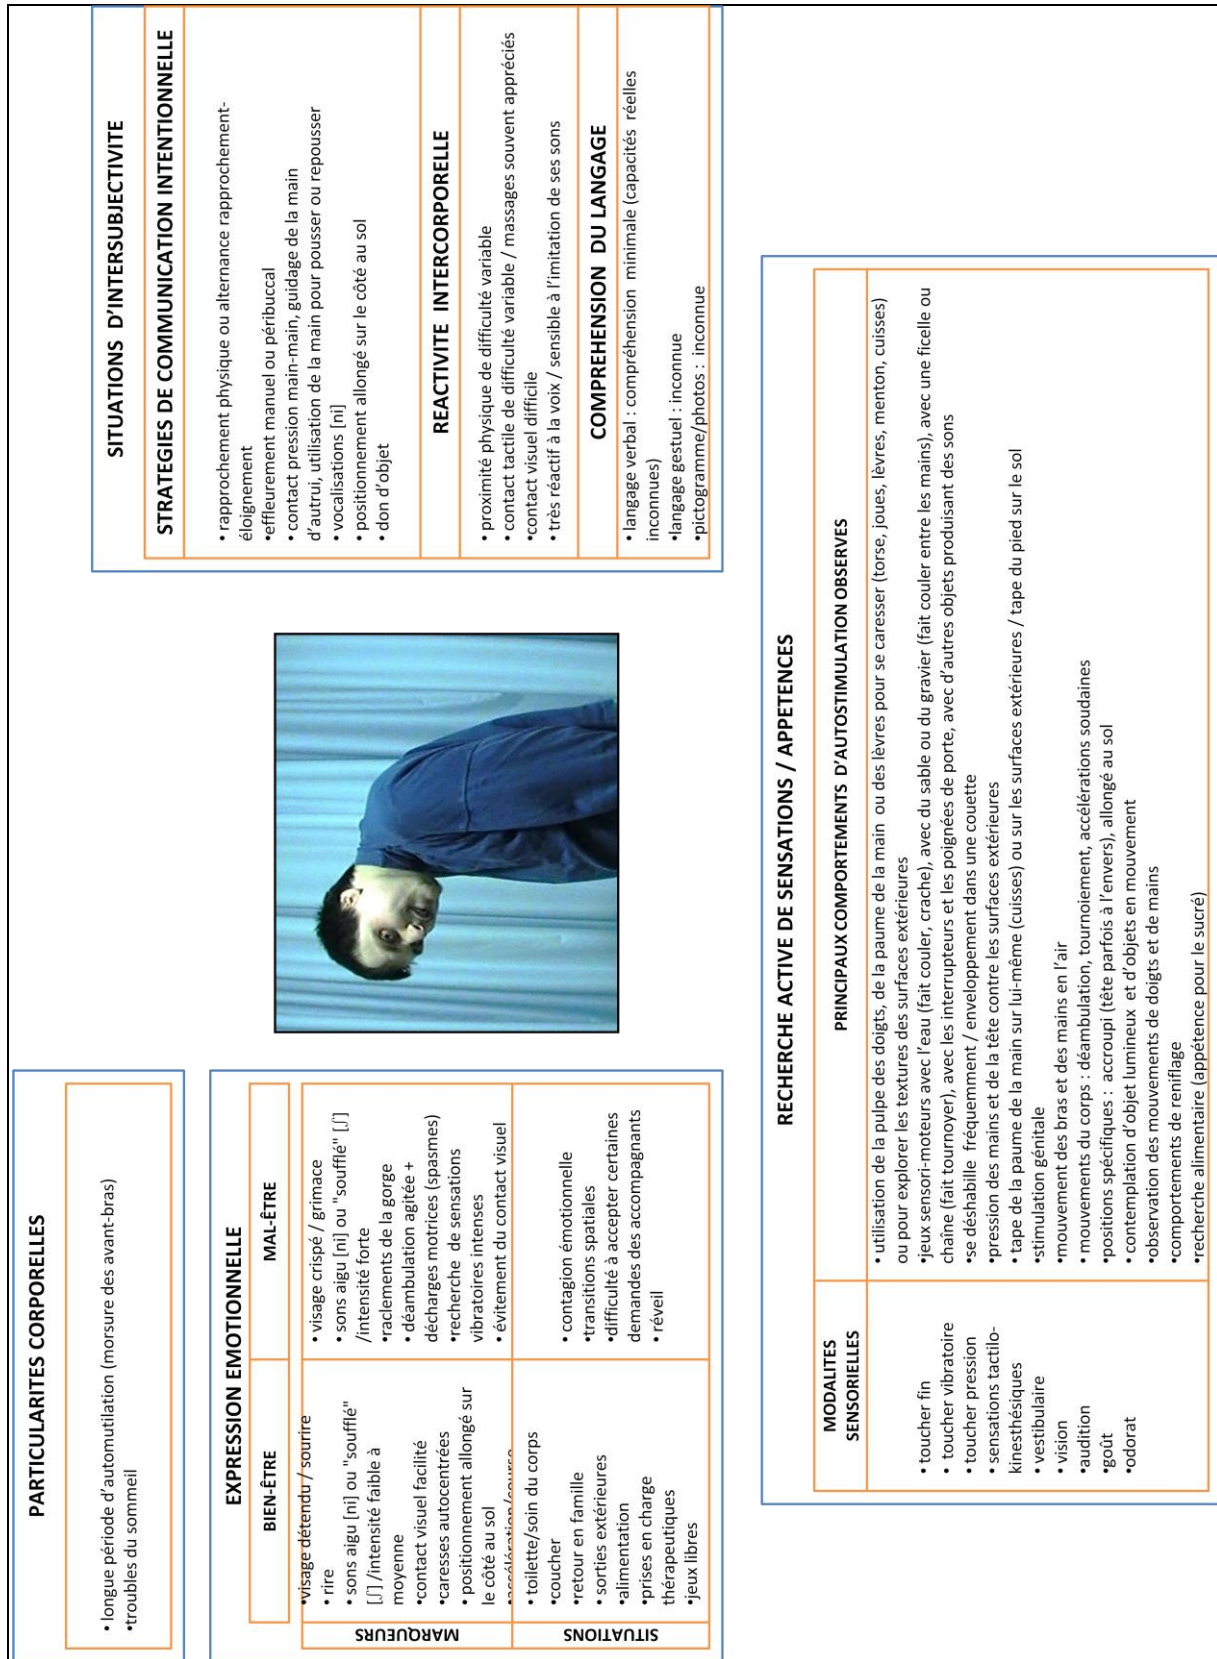 PARTICULARITES CORPORELLES
• longue période d'automutilation (morsure des avant-bras)
•troubles du sommeil
EXPRESSION EMOTIONNELLE
BIEN-ÊTRE
MAL-ÊTRE
MARQUEURS
•visage détendu / sourire
• rire
• sons aigu [ni] ou "soufflé"
[ʃ] /intensité faible à
moyenne
•contact visuel facilité
•caresses autocentrées
• positionnement allongé sur
le côté au sol
•accélération/course
• visage crispé / grimace
• sons aigu [ni] ou "soufflé" [ʃ]
/intensité forte
•raclements de la gorge
• déambulation agitée +
décharges motrices (spasmes)
•recherche de sensations
vibratoires intenses
• évitement du contact visuel
SITUATIONS
• toilette/soin du corps
•coucher
•retour en famille
• sorties extérieures
•alimentation
•prises en charge
thérapeutiques
•jeux libres
• contagion émotionnelle
•transitions spatiales
•difficulté à accepter certaines
demandes des accompagnants
• réveil
SITUATIONS D'INTERSUBJECTIVITE
STRATEGIES DE COMMUNICATION INTENTIONNELLE
• rapprochement physique ou alternance rapprochement-
éloignement
•effleurement manuel ou péribuccal
• contact pression main-main, guidage de la main
d'autrui, utilisation de la main pour pousser ou repousser
• vocalisations [ni]
• positionnement allongé sur le côté au sol
• don d'objet
REACTIVITE INTERCORPORELLE
• proximité physique de difficulté variable
• contact tactile de difficulté variable / massages souvent appréciés
•contact visuel difficile
• très réactif à la voix / sensible à l'imitation de ses sons
COMPREHENSION DU LANGAGE
• langage verbal : compréhension minimale (capacités réelles
inconnues)
•langage gestuel : inconnue
•pictogramme/photos : inconnue
RECHERCHE ACTIVE DE SENSATIONS / APPETENCES
MODALITES
SENSORIELLES
PRINCIPAUX COMPORTEMENTS D'AUTOSTIMULATION OBSERVES
• toucher fin
• toucher vibratoire
• toucher pression
• sensations tactilo-
kinesthésiques
• vestibulaire
• vision
•audition
•goût
•odorat
• utilisation de la pulpe des doigts, de la paume de la main ou des lèvres pour se caresser (torse, joues, lèvres, menton, cuisses)
ou pour explorer les textures des surfaces extérieures
•jeux sensori-moteurs avec l'eau (fait couler, crache), avec du sable ou du gravier (fait couler entre les mains), avec une ficelle ou
chaîne (fait tournoyer), avec les interrupteurs et les poignées de porte, avec d'autres objets produisant des sons
•se déshabille fréquemment / enveloppement dans une couette
•pression des mains et de la tête contre les surfaces extérieures
• tape de la paume de la main sur lui-même (cuisses) ou sur les surfaces extérieures / tape du pied sur le sol
•stimulation génitale
•mouvement des bras et des mains en l'air
• mouvements du corps : déambulation, tournoiement, accélérations soudaines
•positions spécifiques : accroupi (tête parfois à l'envers), allongé au sol
• contemplation d'objet lumineux et d'objets en mouvement
•observation des mouvements de doigts et de mains
•comportements de reniflage
•recherche alimentaire (appétence pour le sucré)